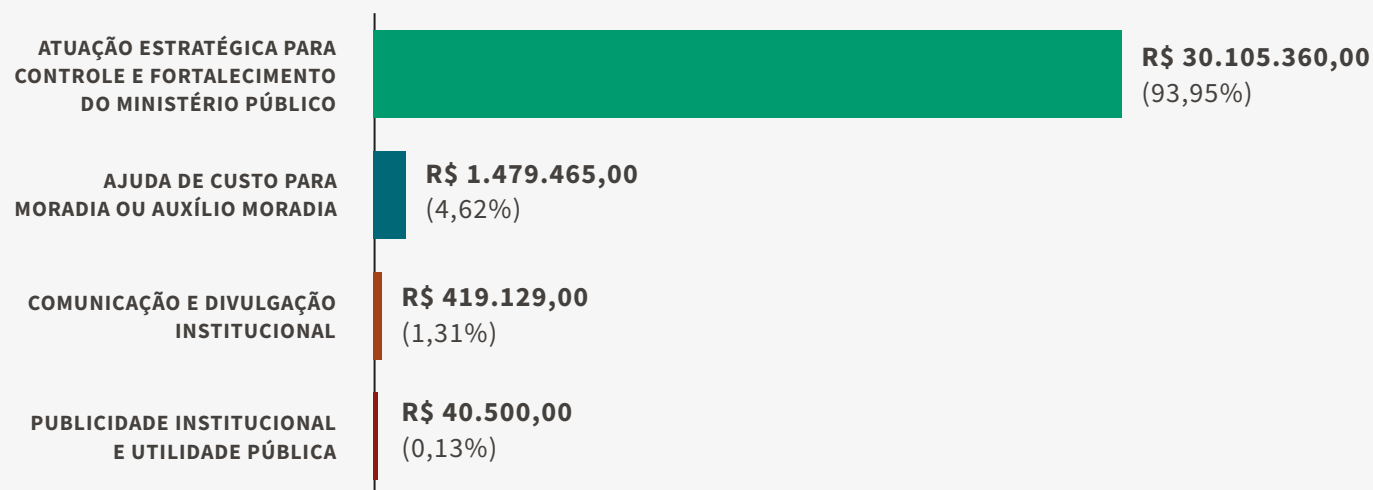 ATUAÇÃO ESTRATÉGICA PARA
CONTROLE E FORTALECIMENTO
DO MINISTÉRIO PÚBLICO
R$ 30.105.360,00
(93,95%)
AJUDA DE CUSTO PARA
MORADIA OU AUXÍLIO MORADIA
R$ 1.479.465,00
(4,62%)
COMUNICAÇÃO E DIVULGAÇÃO
INSTITUCIONAL
R$ 419.129,00
(1,31%)
PUBLICIDADE INSTITUCIONAL
E UTILIDADE PÚBLICA
R$ 40.500,00
(0,13%)